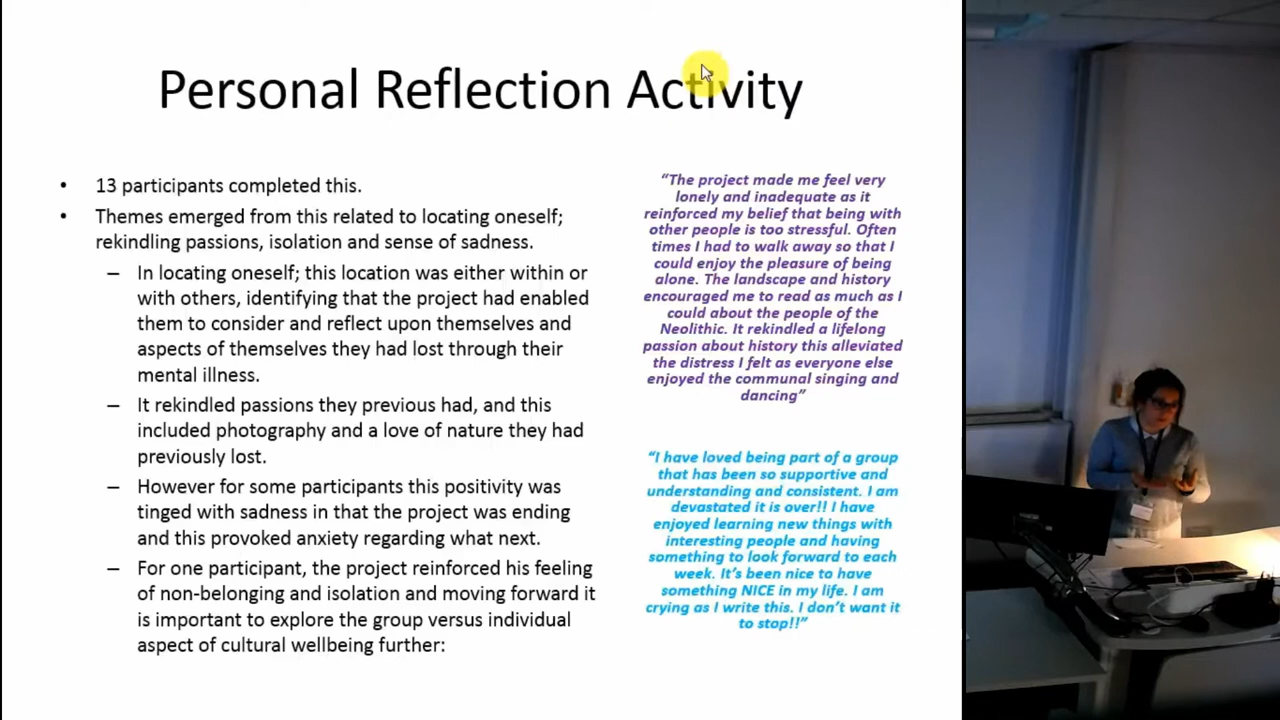 Personal Reflection Activity
• 13 participants completed this.
• Themes emerged from this related to locating oneself;
rekindling passions, isolation and sense of sadness.
– In locating oneself; this location was either within or
with others, identifying that the project had enabled
them to consider and reflect upon themselves and
aspects of themselves they had lost through their
mental illness.
– It rekindled passions they previous had, and this
included photography and a love of nature they had
previously lost.
– However for some participants this positivity was
tinged with sadness in that the project was ending
and this provoked anxiety regarding what next.
– For one participant, the project reinforced his feeling
of non-belonging and isolation and moving forward it
is important to explore the group versus individual
aspect of cultural wellbeing further:
“The project made me feel very
lonely and inadequate as it
reinforced my belief that being with
other people is too stressful. Often
times I had to walk away so that I
could enjoy the pleasure of being
alone. The landscape and history
encouraged me to read as much as I
could about the people of the
Neolithic. It rekindled a lifelong
passion about history this alleviated
the distress I felt as everyone else
enjoyed the communal singing and
dancing”
“I have loved being part of a group
that has been so supportive and
understanding and consistent. I am
devastated it is over!! I have
enjoyed learning new things with
interesting people and having
something to look forward to each
week. It’s been nice to have
something NICE in my life. I am
crying as I write this. I don’t want it
to stop!!”